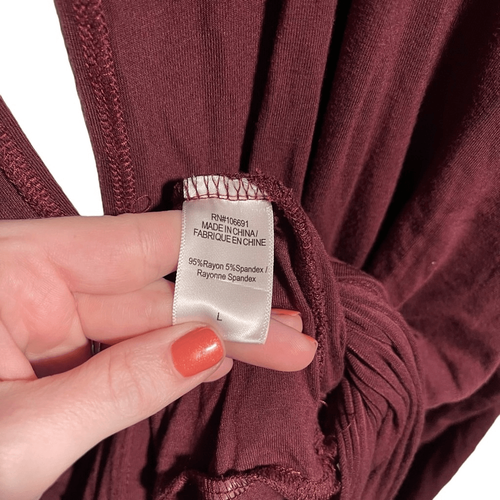 RN#106691
MADE IN CHINA/
FABRIQUE EN CHINE
95%Rayon 5%Spandex /
Rayonne Spandex
L